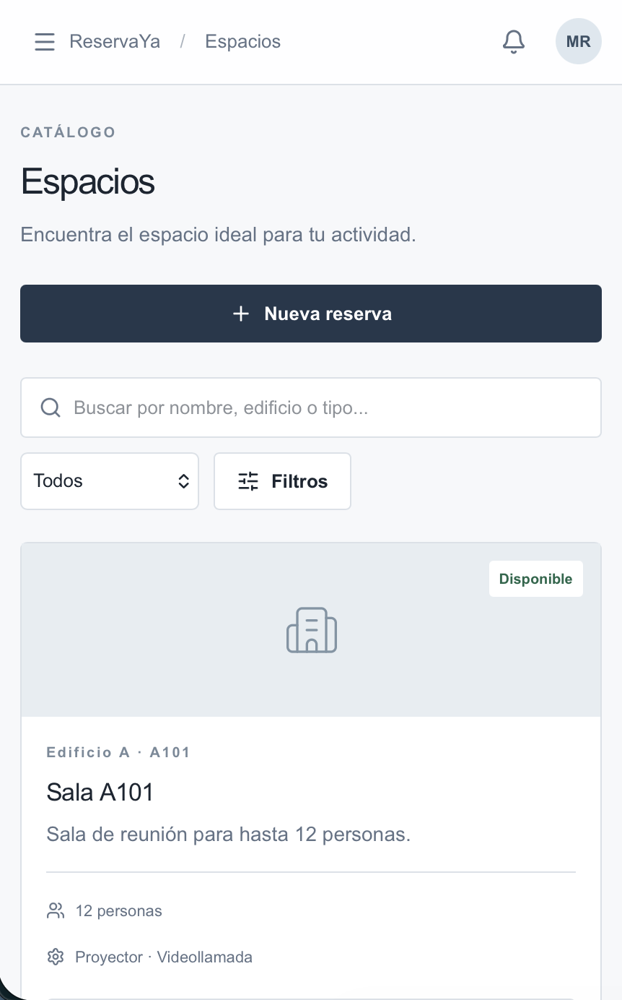 ReservaYa / Espacios
MR
CATÁLOGO
Espacios
Encuentra el espacio ideal para tu actividad.
Nueva reserva
Buscar por nombre, edificio o tipo...
Todos
Filtros
Disponible
Edificio A · A101
Sala A101
Sala de reunión para hasta 12 personas.
12 personas
Proyector · Videollamada